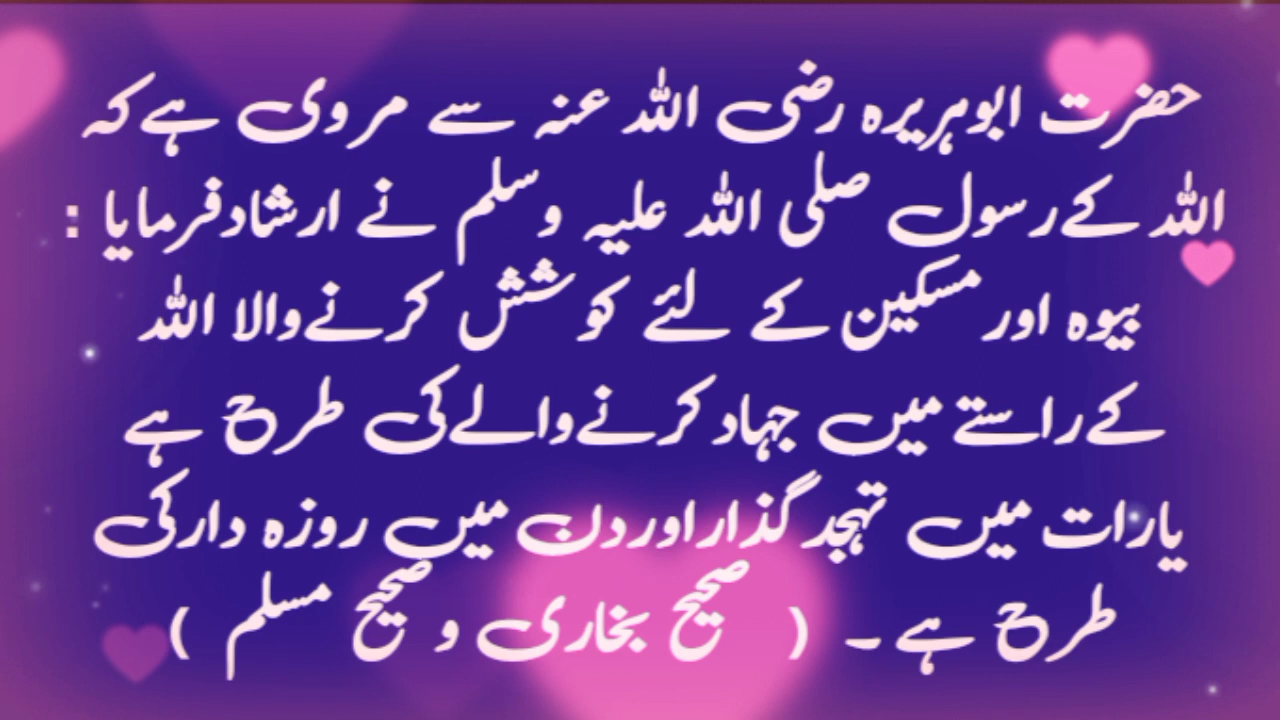 حضرت ابوہریرہ رضی اللہ عنہ سے مروی ہے کہ
اللہ کے رسول صلی اللہ علیہ وسلم نے ارشاد فرمایا :
بیوہ اور مسکین کے لئے کوشش کرنے والا اللہ
کے راستے میں جہاد کرنے والے کی طرح ہے
یا رات میں تہجد گذار اور دن میں روزہ دار کی
طرح ہے ۔ ( صحیح بخاری و صحیح مسلم )